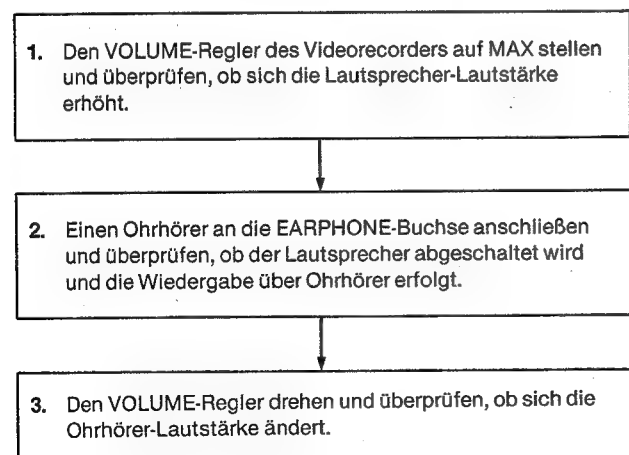 1. Den VOLUME-Regler des Videorecorders auf MAX stellen
und überprüfen, ob sich die Lautsprecher-Lautstärke
erhöht.
2. Einen Ohrhörer an die EARPHONE-Buchse anschließen
und überprüfen, ob der Lautsprecher abgeschaltet wird
und die Wiedergabe über Ohrhörer erfolgt.
3. Den VOLUME-Regler drehen und überprüfen, ob sich die
Ohrhörer-Lautstärke ändert.